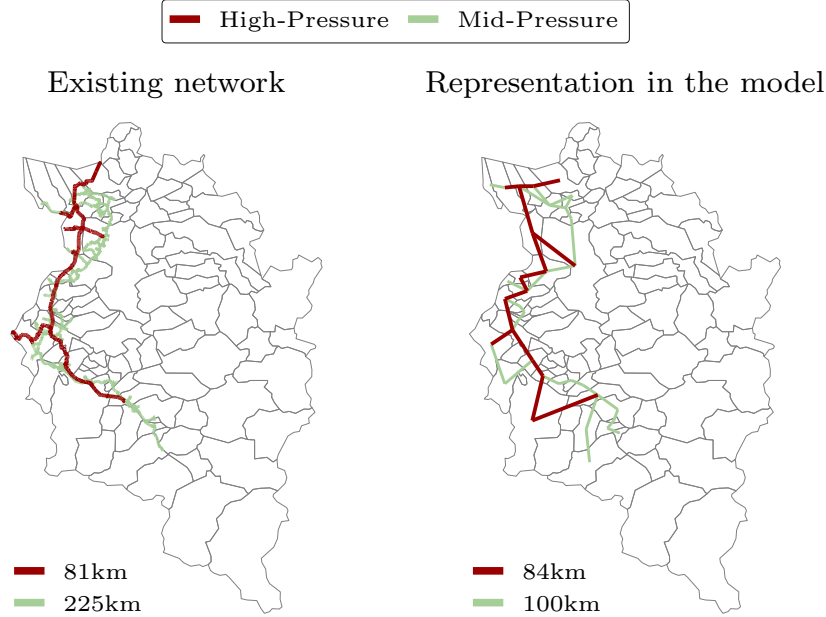 High-Pressure Mid-Pressure
Existing network
Representation in the model
81km
225km
84km
100km